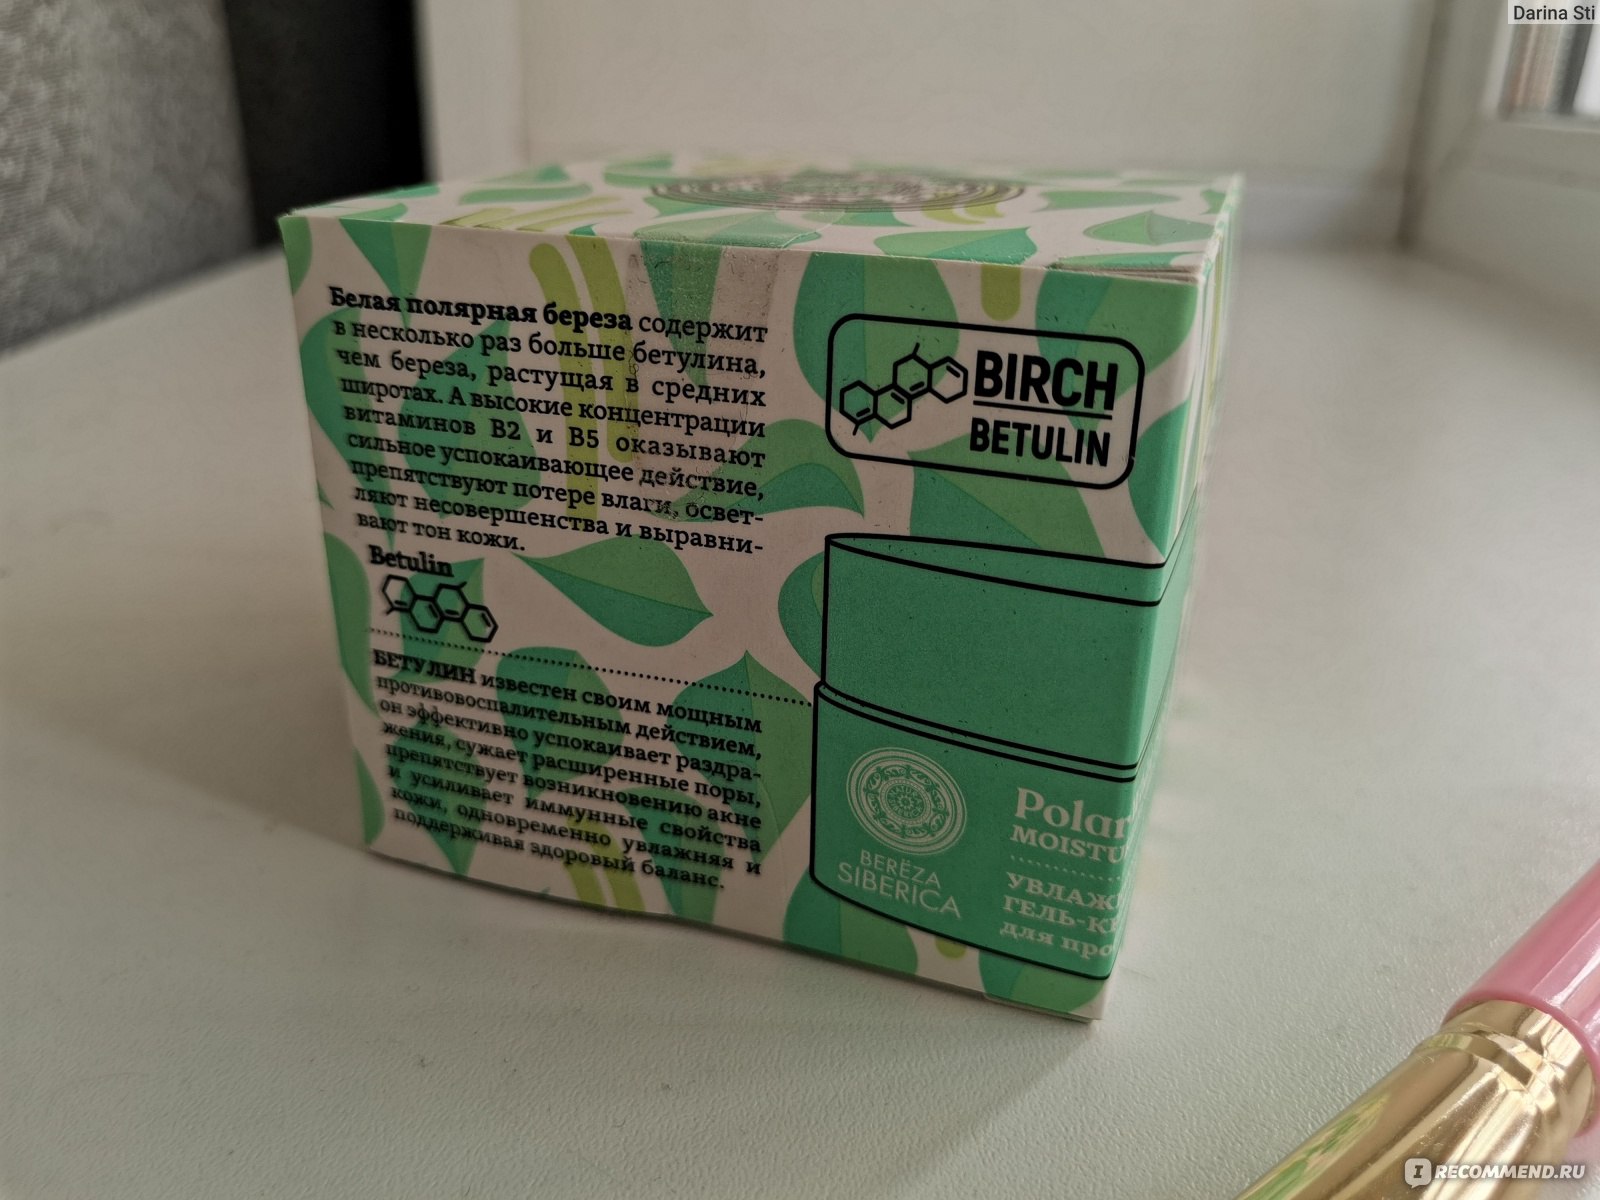 Darina Sti
Белая полярная береза содержит
в несколько раз больше бетулина,
чем береза, растущая в средних
широтах. А высокие концентрации
витаминов B2 и B5 оказывают
сильное успокаивающее действие,
препятствуют потере влаги, освет-
ляют несовершенства и выравни-
вают тон кожи.
Betulin
БЕТУЛИН известен своим мощным
противовоспалительным действием,
он эффективно успокаивает раздра-
жения, сужает расширенные поры,
препятствует возникновению акне
и усиливает иммунные свойства
кожи, одновременно увлажняя и
поддерживая здоровый баланс.
BIRCH
BETULIN
BERËZA
SIBERICA
Polar
MOISTU
УВЛАЖ
ГЕЛЬ-К
для про
IRECOMMEND.RU